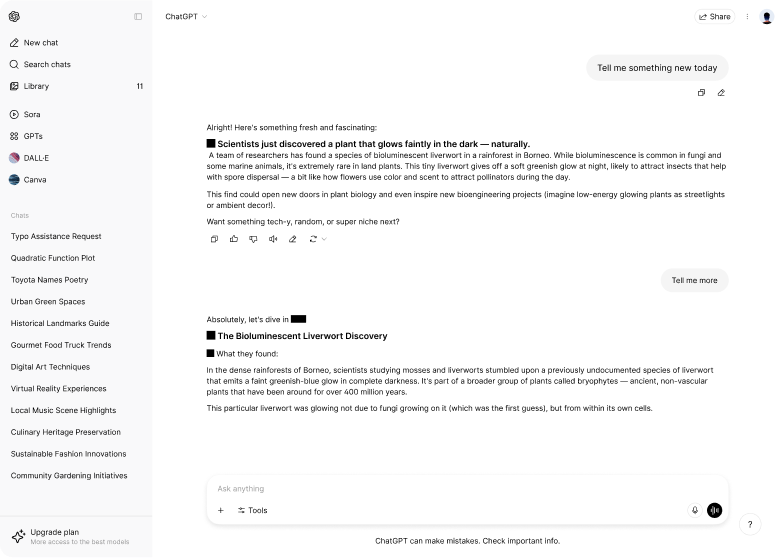 ChatGPT
Share
New chat
Search chats
Library 11
Sora
GPTs
DALL·E
Canva
Chats
Typo Assistance Request
Quadratic Function Plot
Toyota Names Poetry
Urban Green Spaces
Historical Landmarks Guide
Gourmet Food Truck Trends
Digital Art Techniques
Virtual Reality Experiences
Local Music Scene Highlights
Culinary Heritage Preservation
Sustainable Fashion Innovations
Community Gardening Initiatives
Upgrade plan
More access to the best models
Tell me something new today
Alright! Here's something fresh and fascinating:
Scientists just discovered a plant that glows faintly in the dark — naturally.
A team of researchers has found a species of bioluminescent liverwort in a rainforest in Borneo. While bioluminescence is common in fungi and
some marine animals, it's extremely rare in land plants. This tiny liverwort gives off a soft greenish glow at night, likely to attract insects that help
with spore dispersal — a bit like how flowers use color and scent to attract pollinators during the day.
This find could open new doors in plant biology and even inspire new bioengineering projects (imagine low-energy glowing plants as streetlights
or ambient decor!).
Want something tech-y, random, or super niche next?
Tell me more
Absolutely, let's dive in
The Bioluminescent Liverwort Discovery
What they found:
In the dense rainforests of Borneo, scientists studying mosses and liverworts stumbled upon a previously undocumented species of liverwort
that emits a faint greenish-blue glow in complete darkness. It's part of a broader group of plants called bryophytes — ancient, non-vascular
plants that have been around for over 400 million years.
This particular liverwort was glowing not due to fungi growing on it (which was the first guess), but from within its own cells.
Ask anything
Tools
?
ChatGPT can make mistakes. Check important info.